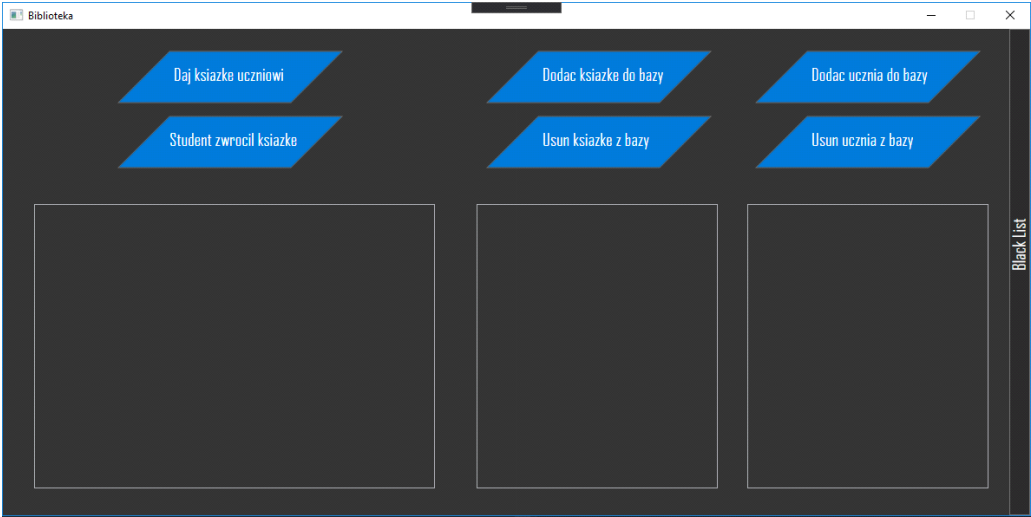 Biblioteka
Daj ksiazke uczniowi
Dodac ksiazke do bazy
Dodac ucznia do bazy
Student zwrocil ksiazke
Usun ksiazke z bazy
Usun ucznia z bazy
Black List